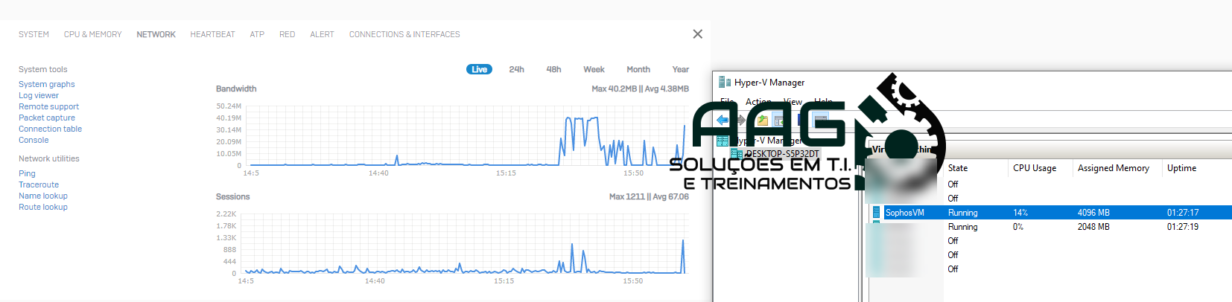 SYSTEM CPU & MEMORY NETWORK HEARTBEAT ATP RED ALERT CONNECTIONS & INTERFACES
System tools
System graphs
Log viewer
Remote support
Packet capture
Connection table
Console
Network utilities
Ping
Traceroute
Name lookup
Route lookup
Live 24h 48h Week Month Year
Bandwidth Max 40.2MB || Avg 4.38MB
50.24M
40.19M
30.14M
20.09M
10.05M
0
14:5 14:40 15:15 15:50
Sessions Max 1211 || Avg 67.06
2.22K
1.78K
1.33K
888
444
0
14:5 14:40 15:15 15:50
Hyper-V Manager
File Action View Help
Hyper-V Manager
DESKTOP-S5P32DT
AAG
SOLUÇÕES EM T.I.
E TREINAMENTOS
State CPU Usage Assigned Memory Uptime
Off
Off
SophosVM Running 14% 4096 MB 01:27:17
Running 0% 2048 MB 01:27:19
Off
Off
Off